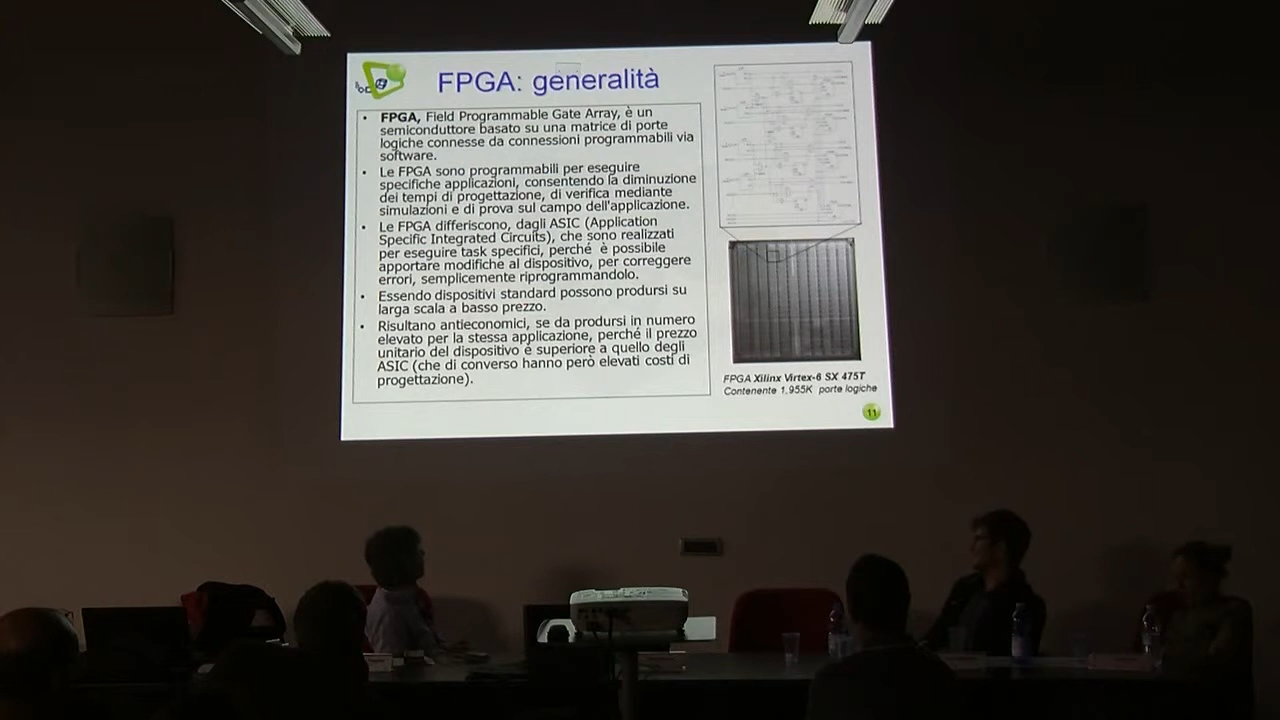 FPGA: generalità
• FPGA, Field Programmable Gate Array, è un
semiconduttore basato su una matrice di porte
logiche connesse da connessioni programmabili via
software.
• Le FPGA sono programmabili per eseguire
specifiche applicazioni, consentendo la diminuzione
dei tempi di progettazione, di verifica mediante
simulazioni e di prova sul campo dell'applicazione.
• Le FPGA differiscono, dagli ASIC (Application
Specific Integrated Circuits), che sono realizzati
per eseguire task specifici, perché è possibile
apportare modifiche al dispositivo, per correggere
errori, semplicemente riprogrammandolo.
• Essendo dispositivi standard possono prodursi su
larga scala a basso prezzo.
• Risultano antieconomici, se da prodursi in numero
elevato per la stessa applicazione, perché il prezzo
unitario del dispositivo è superiore a quello degli
ASIC (che di converso hanno però elevati costi di
progettazione).
FPGA Xilinx Virtex-6 SX 475T
Contenente 1.955K porte logiche
11